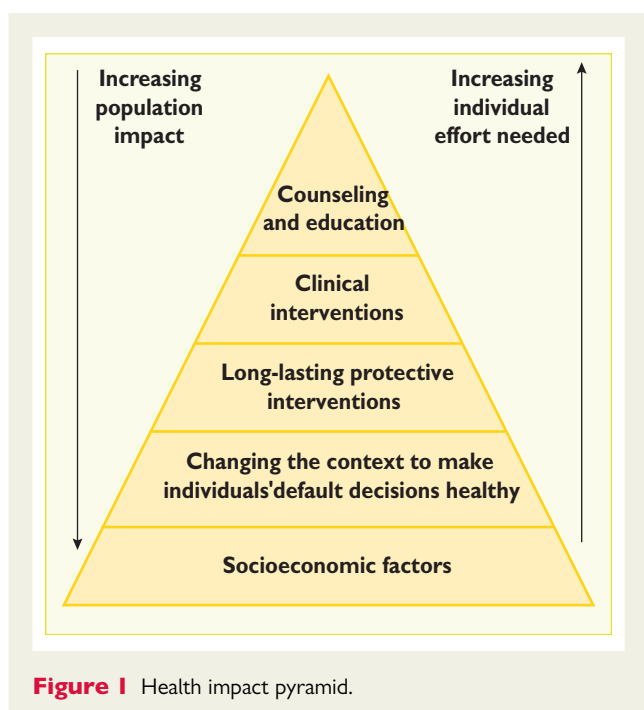 Increasing
population
impact
Increasing
individual
effort needed
Counseling
and education
Clinical
interventions
Long-lasting protective
interventions
Changing the context to make
individuals'default decisions healthy
Socioeconomic factors
Figure 1 Health impact pyramid.